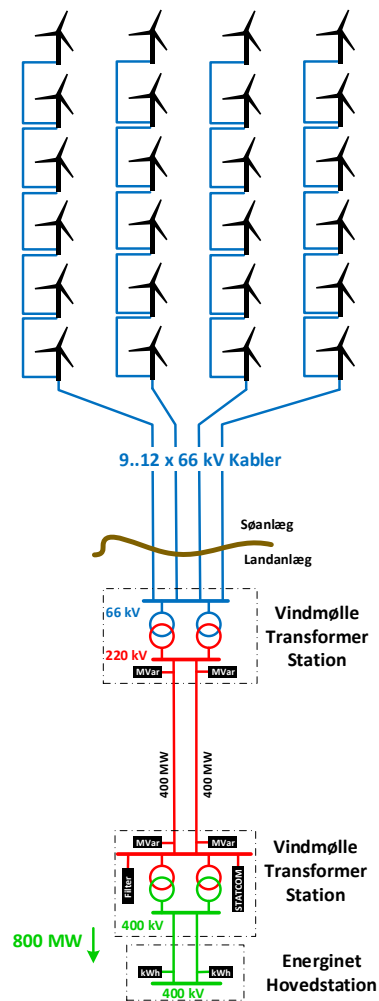 9..12 x 66 kV Kabler
Søanlæg
Landanlæg
66 kV
Vindmølle
Transformer
Station
220 kV
MVar
MVar
400 MW
400 MW
MVar
MVar
Vindmølle
Transformer
Station
Filter
STATCOM
400 kV
800 MW
kWh
kWh
Energinet
Hovedstation
400 kV